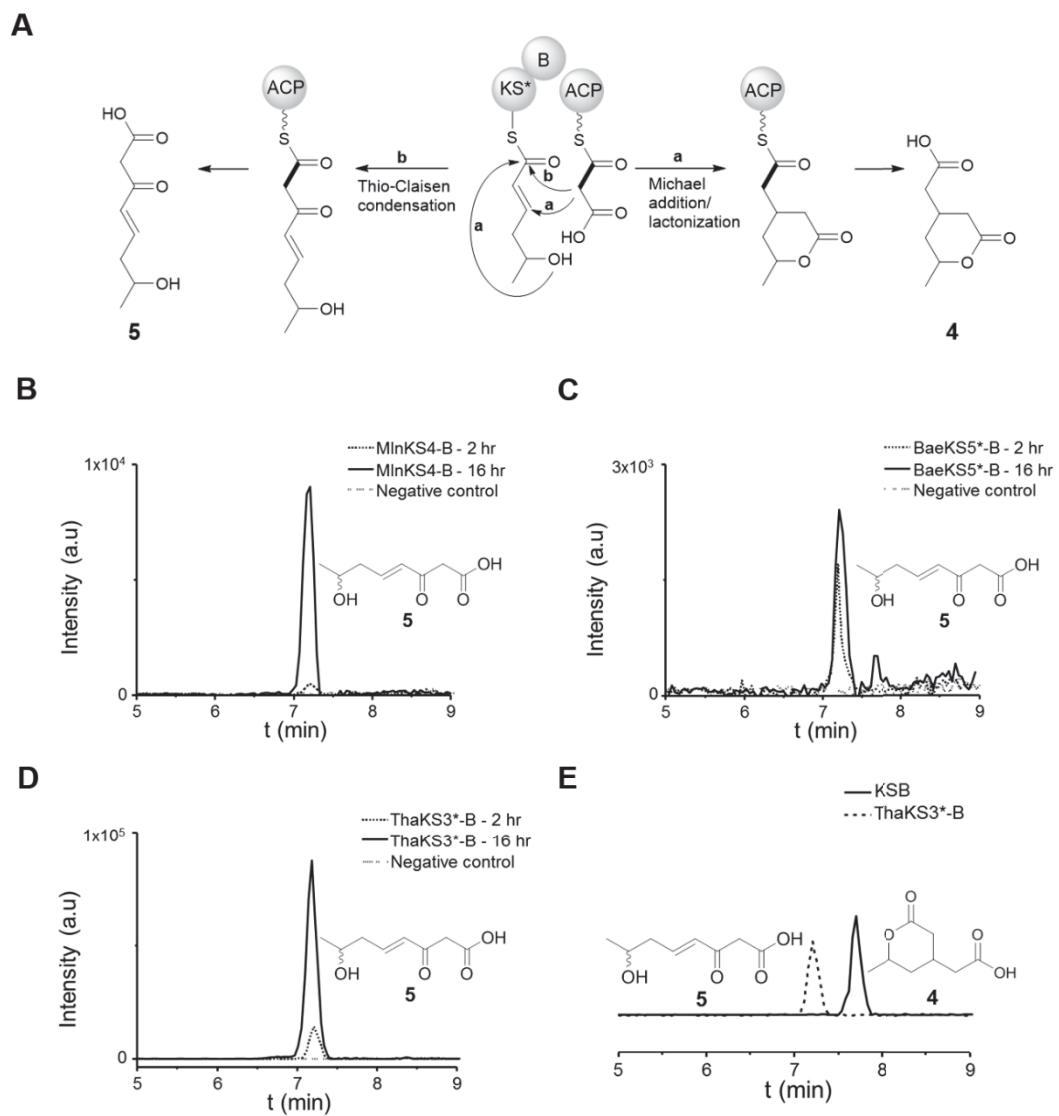 A
B
KS*
ACP
ACP
ACP
HO
O
O
OH
5
b
Thio-Claisen
condensation
S
O
O
OH
S
O
b
a
a
HO
O
OH
S
O
a
Michael
addition/
lactonization
S
O
O
O
HO
O
O
O
4
B
MlnKS4-B - 2 hr
MlnKS4-B - 16 hr
Negative control
1x10⁴
0
Intensity (a.u)
OH
O
O
OH
5
5 6 7 8 9
t (min)
C
BaeKS5*-B - 2 hr
BaeKS5*-B - 16 hr
Negative control
3x10³
0
Intensity (a.u)
OH
O
O
OH
5
5 6 7 8 9
t (min)
D
ThaKS3*-B - 2 hr
ThaKS3*-B - 16 hr
Negative control
1x10⁵
0
Intensity (a.u)
OH
O
O
OH
5
5 6 7 8 9
t (min)
E
KSB
ThaKS3*-B
Intensity (a.u)
OH
O
O
OH
5
O
O
O
OH
4
5 6 7 8 9
t (min)